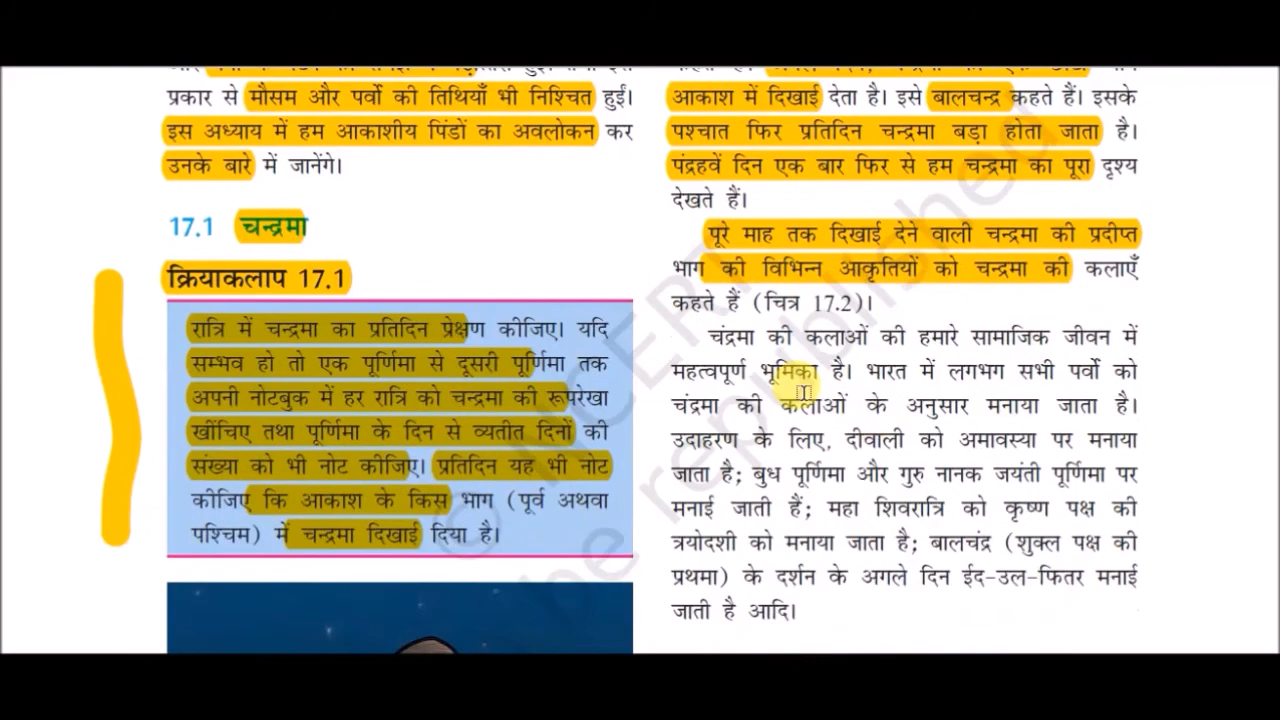 प्रकार से मौसम और पर्वो की तिथियाँ भी निश्चित हुईं।
इस अध्याय में हम आकाशीय पिंडों का अवलोकन कर
उनके बारे में जानेंगे।
17.1 चन्द्रमा
क्रियाकलाप 17.1
रात्रि में चन्द्रमा का प्रतिदिन प्रेक्षण कीजिए। यदि
सम्भव हो तो एक पूर्णिमा से दूसरी पूर्णिमा तक
अपनी नोटबुक में हर रात्रि को चन्द्रमा की रूपरेखा
खींचिए तथा पूर्णिमा के दिन से व्यतीत दिनों की
संख्या को भी नोट कीजिए। प्रतिदिन यह भी नोट
कीजिए कि आकाश के किस भाग (पूर्व अथवा
पश्चिम) में चन्द्रमा दिखाई दिया है।
आकाश में दिखाई देता है। इसे बालचन्द्र कहते हैं। इसके
पश्चात फिर प्रतिदिन चन्द्रमा बड़ा होता जाता है।
पंद्रहवें दिन एक बार फिर से हम चन्द्रमा का पूरा दृश्य
देखते हैं।
पूरे माह तक दिखाई देने वाली चन्द्रमा की प्रदीप्त
भाग की विभिन्न आकृतियों को चन्द्रमा की कलाएँ
कहते हैं (चित्र 17.2)।
चंद्रमा की कलाओं की हमारे सामाजिक जीवन में
महत्वपूर्ण भूमिका है। भारत में लगभग सभी पर्वो को
चंद्रमा की कलाओं के अनुसार मनाया जाता है।
उदाहरण के लिए, दीवाली को अमावस्या पर मनाया
जाता है; बुध पूर्णिमा और गुरु नानक जयंती पूर्णिमा पर
मनाई जाती हैं; महा शिवरात्रि को कृष्ण पक्ष की
त्रयोदशी को मनाया जाता है; बालचंद्र (शुक्ल पक्ष की
प्रथमा) के दर्शन के अगले दिन ईद-उल-फितर मनाई
जाती है आदि।
© NCERT
be republished